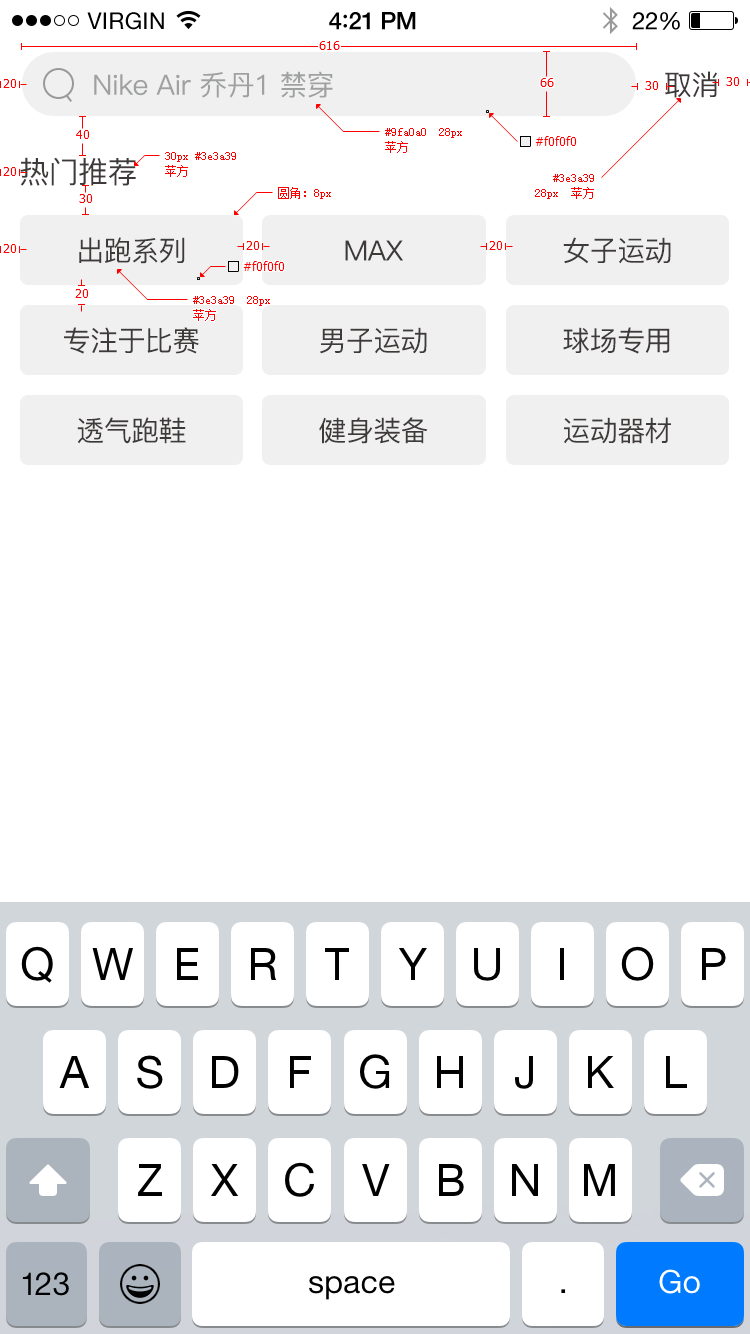 VIRGIN 4:21 PM 22%
616
20 Nike Air 乔丹1 禁穿 66 30 取消 30
40 #9fa0a0 28px #f0f0f0
苹方
20 热门推荐 30px #3e3a39
苹方
#3e3a39
28px 苹方
30 圆角: 8px
20 出跑系列 20 MAX 20 女子运动
#f0f0f0
20 #3e3a39 28px
苹方
专注于比赛 男子运动 球场专用
透气跑鞋 健身装备 运动器材
Q W E R T Y U I O P
A S D F G H J K L
Z X C V B N M
123 space . Go